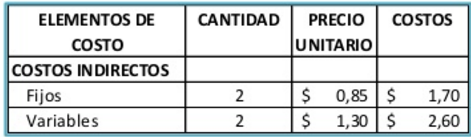 ELEMENTOS DE COSTO CANTIDAD PRECIO UNITARIO COSTOS
COSTOS INDIRECTOS
Fijos 2 $ 0,85 $ 1,70
Variables 2 $ 1,30 $ 2,60